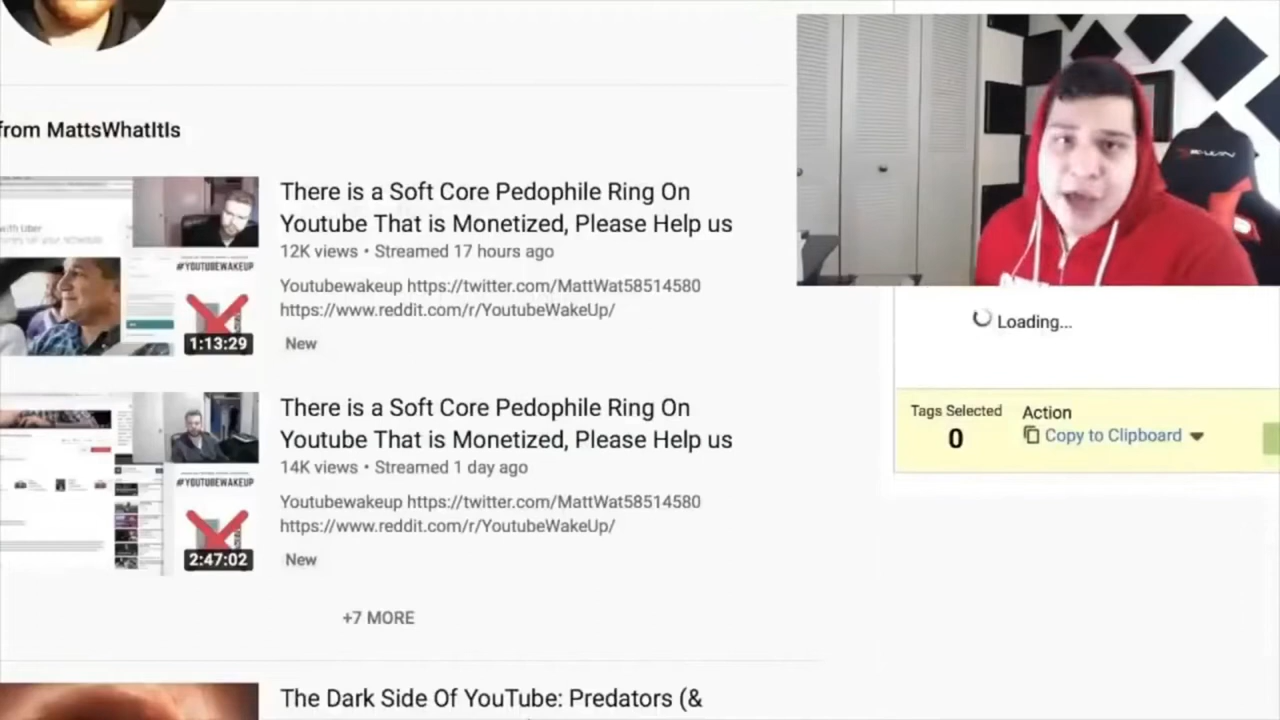 from MattsWhatItIs
There is a Soft Core Pedophile Ring On
Youtube That is Monetized, Please Help us
12K views • Streamed 17 hours ago
with Uber
#YOUTUBEWAKEUP
Youtubewakeup https://twitter.com/MattWat58514580
https://www.reddit.com/r/YoutubeWakeUp/
1:13:29
New
Loading...
There is a Soft Core Pedophile Ring On
Youtube That is Monetized, Please Help us
14K views • Streamed 1 day ago
#YOUTUBEWAKEUP
Youtubewakeup https://twitter.com/MattWat58514580
https://www.reddit.com/r/YoutubeWakeUp/
2:47:02
New
Tags Selected
0
Action
Copy to Clipboard
+7 MORE
The Dark Side Of YouTube: Predators (&